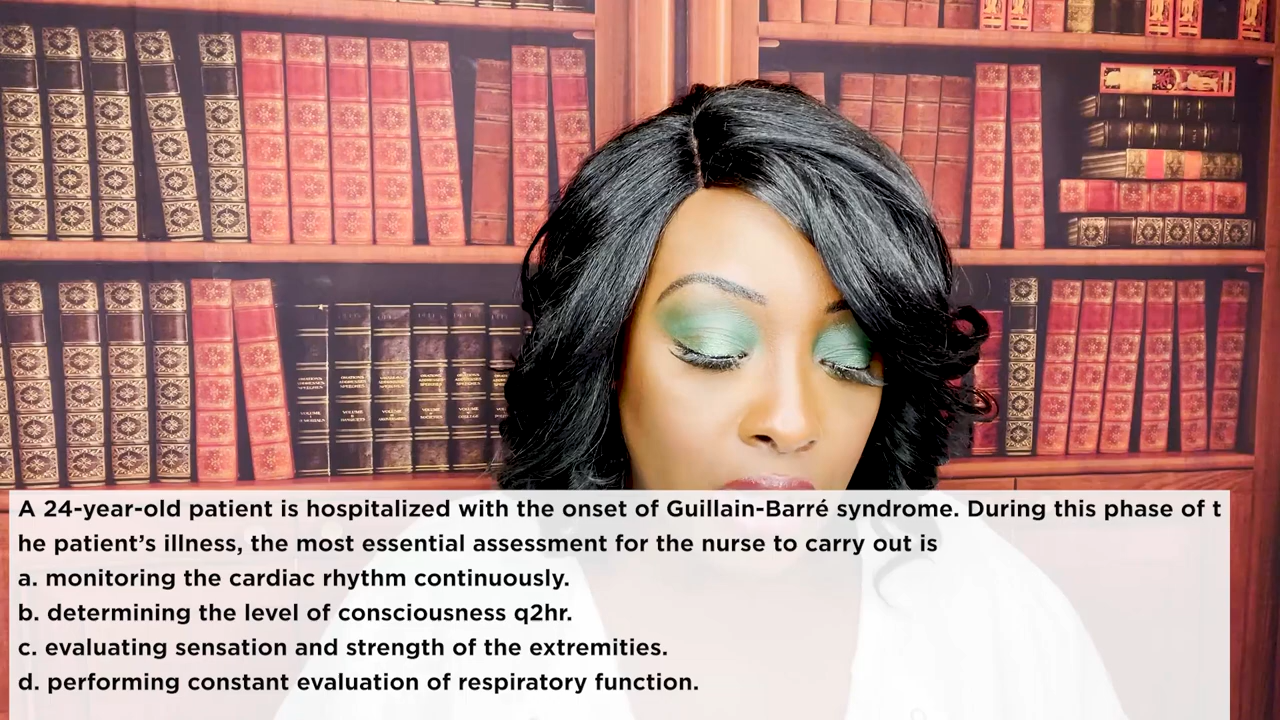 A 24-year-old patient is hospitalized with the onset of Guillain-Barré syndrome. During this phase of t
he patient’s illness, the most essential assessment for the nurse to carry out is
a. monitoring the cardiac rhythm continuously.
b. determining the level of consciousness q2hr.
c. evaluating sensation and strength of the extremities.
d. performing constant evaluation of respiratory function.